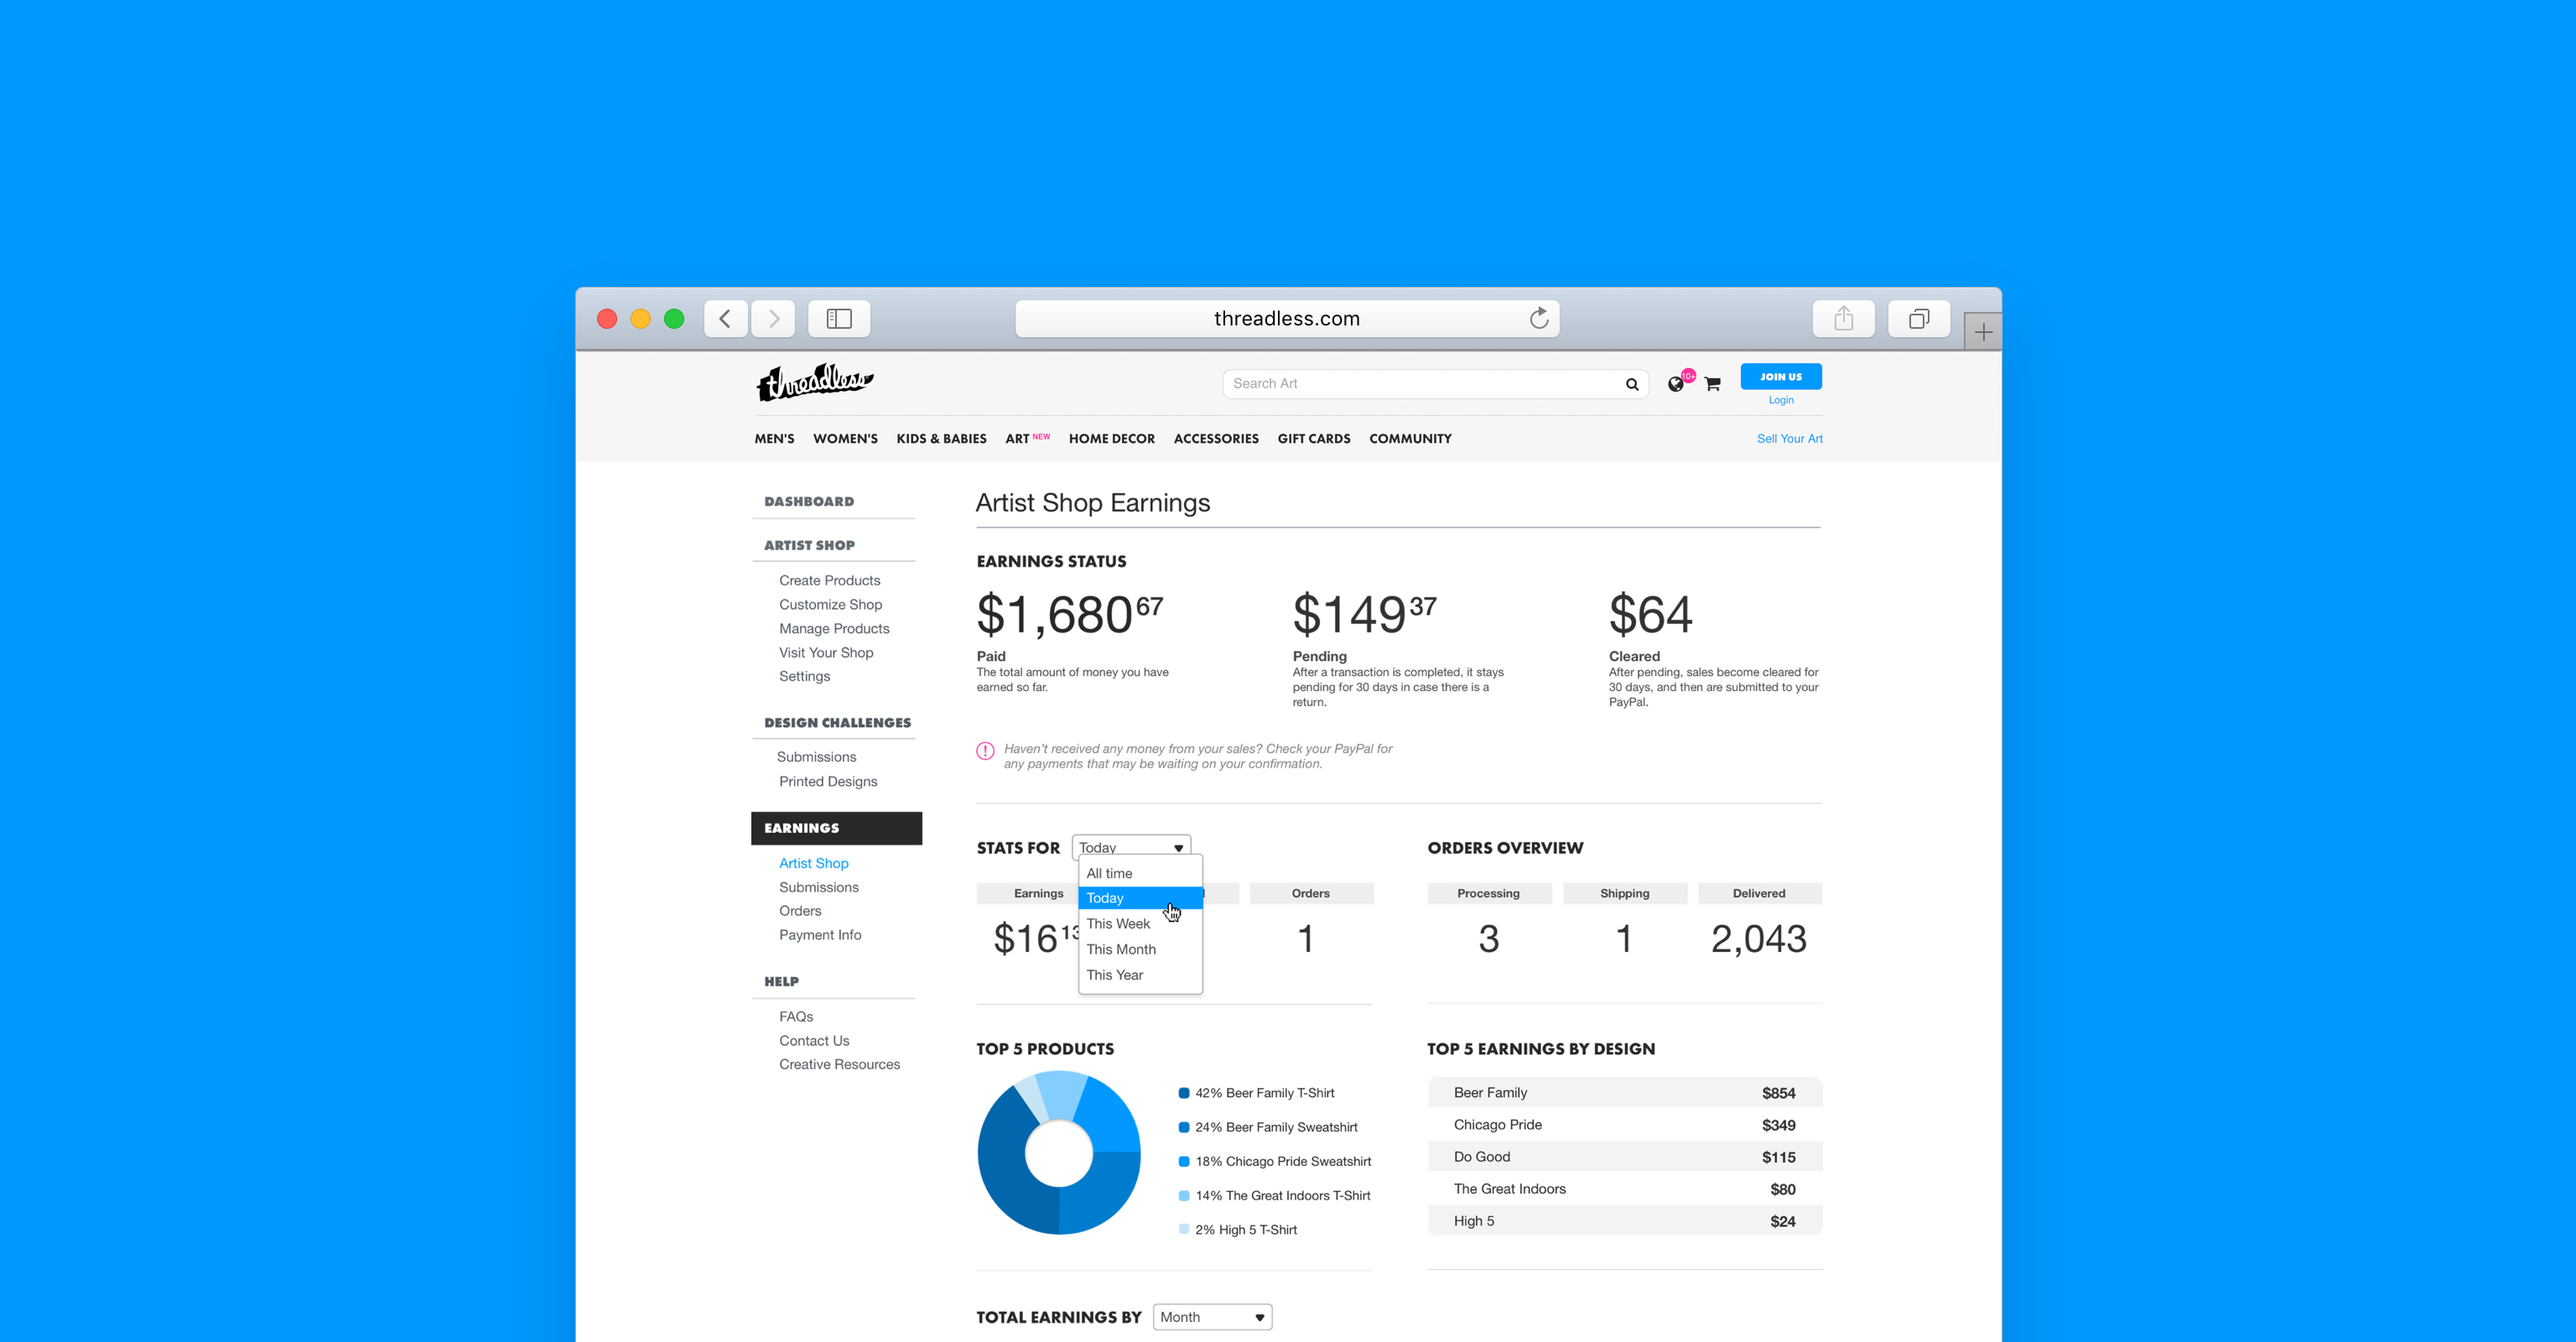 threadless.com
threadless
Search Art
10+
JOIN US
Login
MEN'S WOMEN'S KIDS & BABIES ART NEW HOME DECOR ACCESSORIES GIFT CARDS COMMUNITY
Sell Your Art
DASHBOARD
ARTIST SHOP
Create Products
Customize Shop
Manage Products
Visit Your Shop
Settings
DESIGN CHALLENGES
Submissions
Printed Designs
EARNINGS
Artist Shop
Submissions
Orders
Payment Info
HELP
FAQs
Contact Us
Creative Resources
Artist Shop Earnings
EARNINGS STATUS
$1,680 67
Paid
The total amount of money you have
earned so far.
$149 37
Pending
After a transaction is completed, it stays
pending for 30 days in case there is a
return.
$64
Cleared
After pending, sales become cleared for
30 days, and then are submitted to your
PayPal.
Haven't received any money from your sales? Check your PayPal for
any payments that may be waiting on your confirmation.
STATS FOR Today
All time
Today
This Week
This Month
This Year
Earnings
$16 13
Orders
1
ORDERS OVERVIEW
Processing Shipping Delivered
3 1 2,043
TOP 5 PRODUCTS
42% Beer Family T-Shirt
24% Beer Family Sweatshirt
18% Chicago Pride Sweatshirt
14% The Great Indoors T-Shirt
2% High 5 T-Shirt
TOP 5 EARNINGS BY DESIGN
Beer Family $854
Chicago Pride $349
Do Good $115
The Great Indoors $80
High 5 $24
TOTAL EARNINGS BY Month